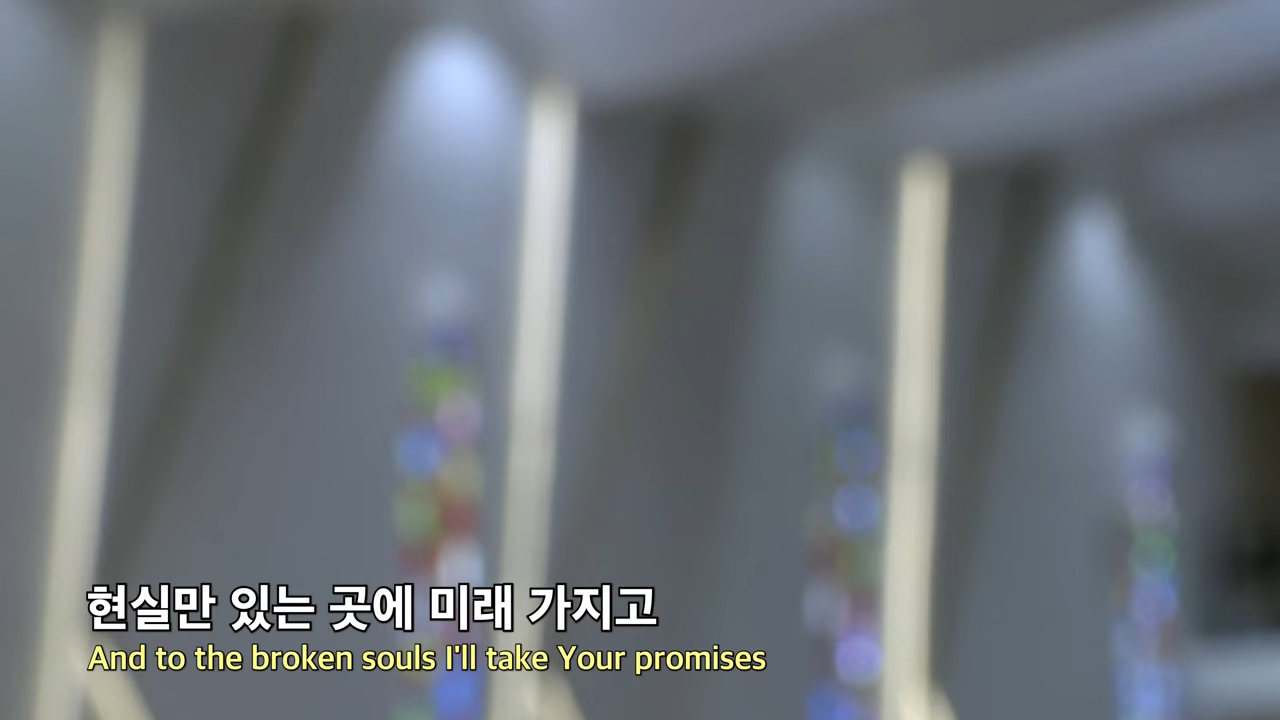 현실만 있는 곳에 미래 가지고
And to the broken souls I'll take Your promises